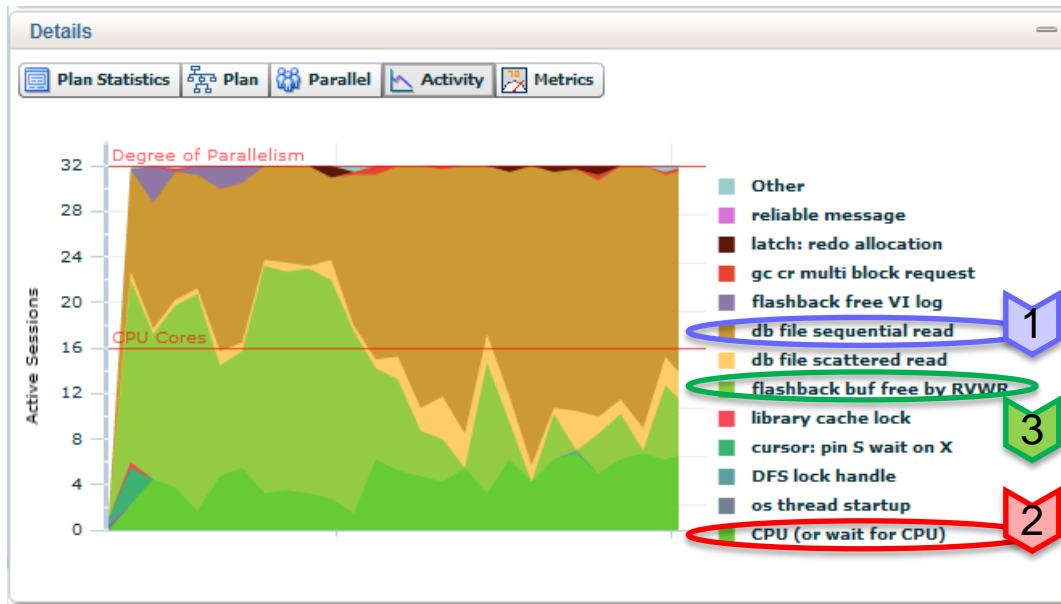 Details
Plan Statistics Plan Parallel Activity Metrics
Degree of Parallelism
CPU Cores
Active Sessions
32
28
24
20
16
12
8
4
0
Other
reliable message
latch: redo allocation
gc cr multi block request
flashback free VI log
db file sequential read
db file scattered read
flashback buf free by RVWR
library cache lock
cursor: pin S wait on X
DFS lock handle
os thread startup
CPU (or wait for CPU)
1
3
2